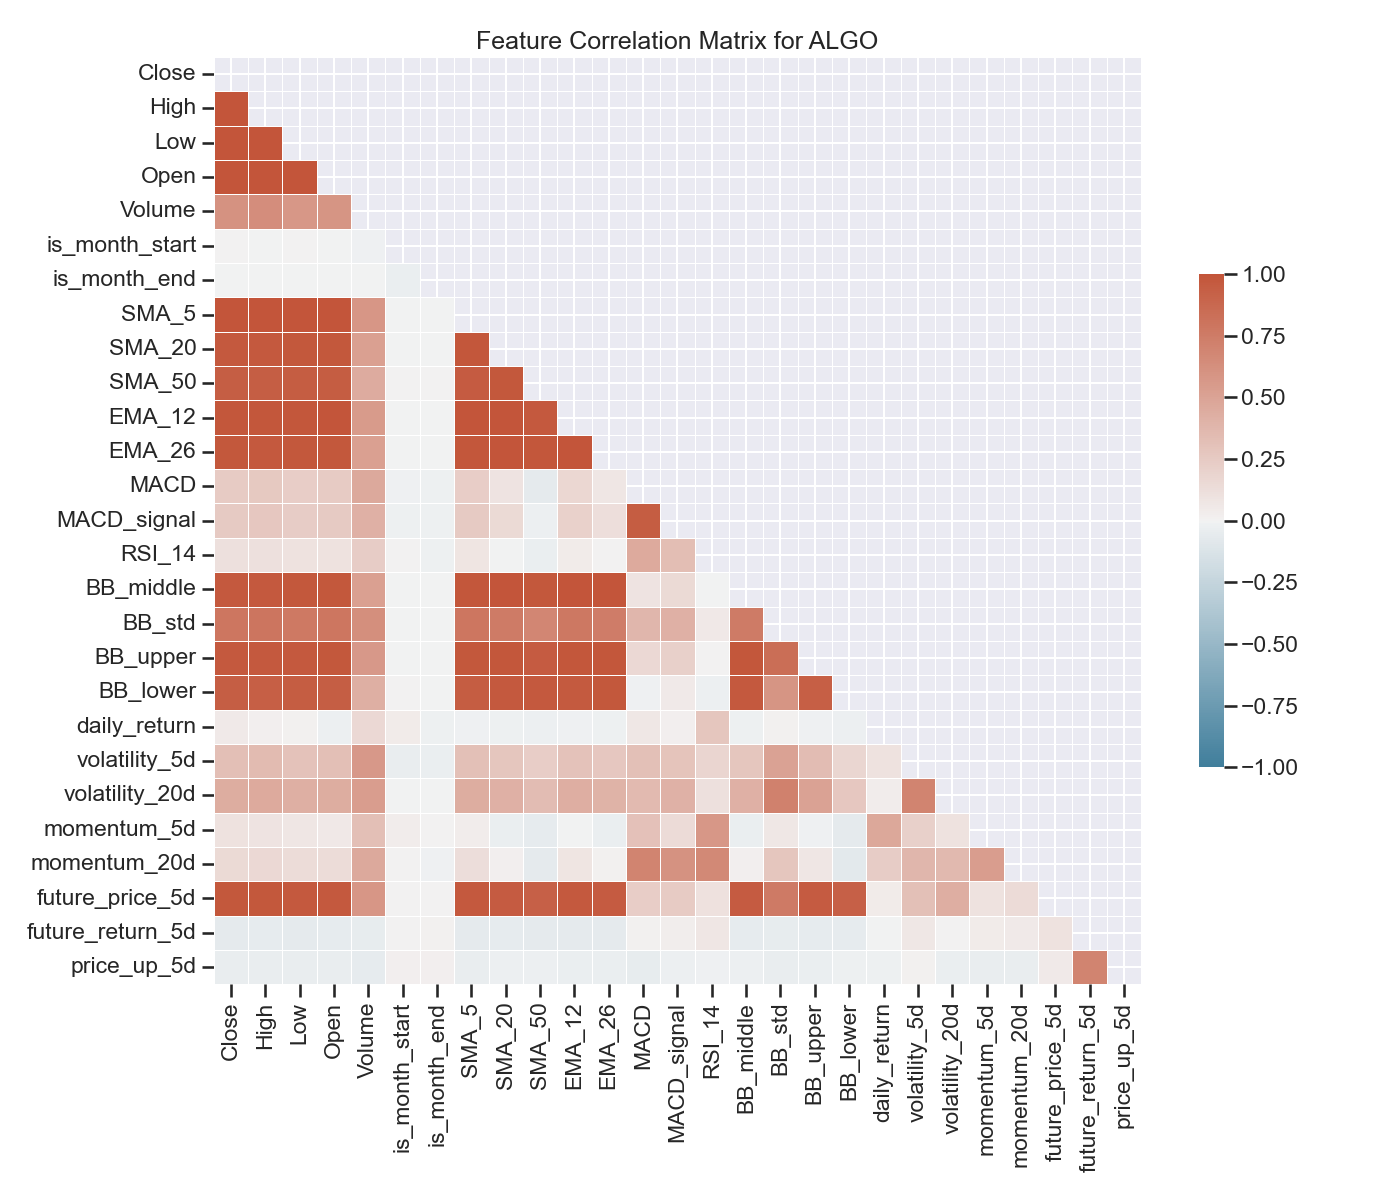 Feature Correlation Matrix for ALGO
Close
High
Low
Open
Volume
is_month_start
is_month_end
SMA_5
SMA_20
SMA_50
EMA_12
EMA_26
MACD
MACD_signal
RSI_14
BB_middle
BB_std
BB_upper
BB_lower
daily_return
volatility_5d
volatility_20d
momentum_5d
momentum_20d
future_price_5d
future_return_5d
price_up_5d
Close
High
Low
Open
Volume
is_month_start
is_month_end
SMA_5
SMA_20
SMA_50
EMA_12
EMA_26
MACD
MACD_signal
RSI_14
BB_middle
BB_std
BB_upper
BB_lower
daily_return
volatility_5d
volatility_20d
momentum_5d
momentum_20d
future_price_5d
future_return_5d
price_up_5d
1.00
0.75
0.50
0.25
0.00
−0.25
−0.50
−0.75
−1.00